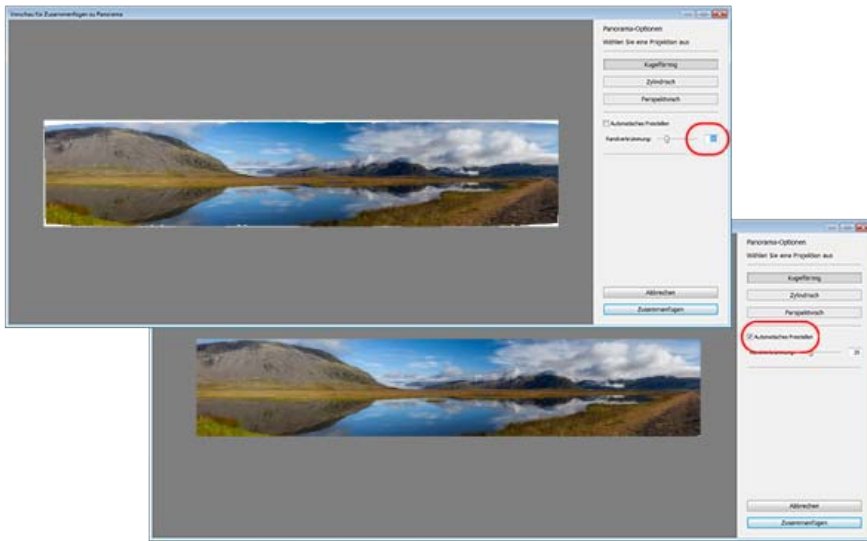 Vorschau für Zusammenfügen zu Panorama
Panorama-Optionen
Wählen Sie eine Projektion aus
Kugelförmig
Zylindrisch
Perspektivisch
Automatisches Freistellen
Randverkrümmung:
Abbrechen
Zusammenfügen
Panorama-Optionen
Wählen Sie eine Projektion aus
Kugelförmig
Zylindrisch
Perspektivisch
Automatisches Freistellen
Abbrechen
Zusammenfügen